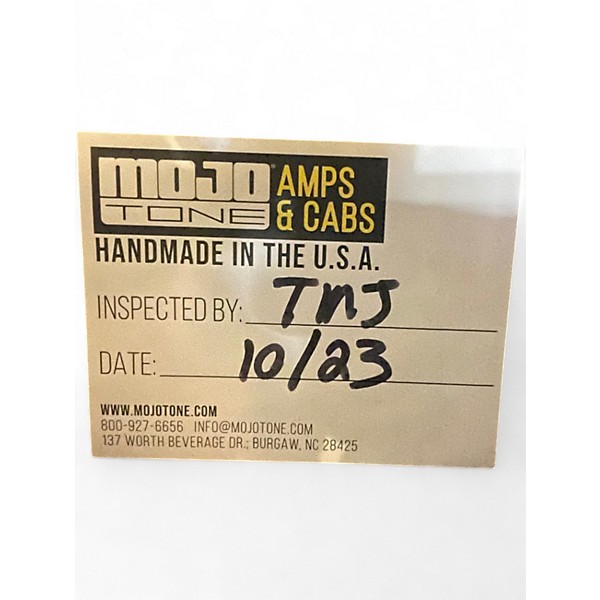 MOJO TONE AMPS & CABS
HANDMADE IN THE U.S.A.
INSPECTED BY: TMJ
DATE: 10/23
WWW.MOJOTONE.COM
800-927-6656 INFO@MOJOTONE.COM
137 WORTH BEVERAGE DR.; BURGAW, NC 28425